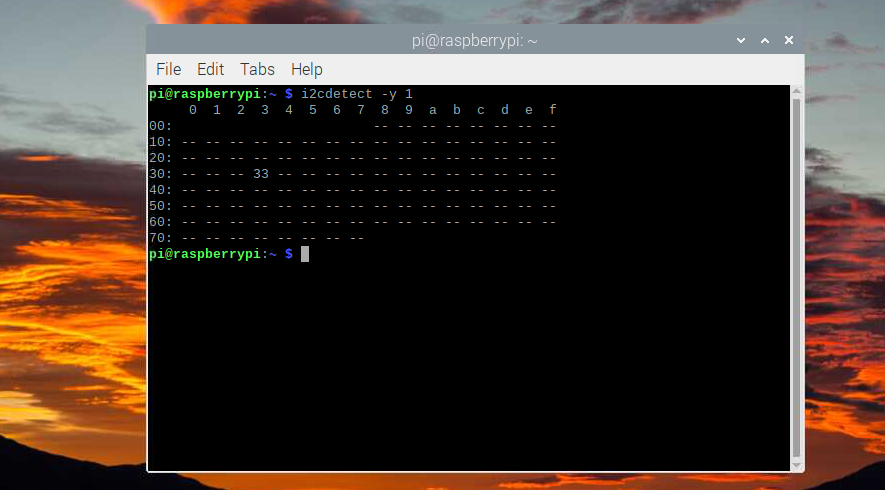 pi@raspberrypi: ~
File Edit Tabs Help
pi@raspberrypi:~ $ i2cdetect -y 1
     0  1  2  3  4  5  6  7  8  9  a  b  c  d  e  f
00:                         -- -- -- -- -- -- -- --
10: -- -- -- -- -- -- -- -- -- -- -- -- -- -- -- --
20: -- -- -- -- -- -- -- -- -- -- -- -- -- -- -- --
30: -- -- -- 33 -- -- -- -- -- -- -- -- -- -- -- --
40: -- -- -- -- -- -- -- -- -- -- -- -- -- -- -- --
50: -- -- -- -- -- -- -- -- -- -- -- -- -- -- -- --
60: -- -- -- -- -- -- -- -- -- -- -- -- -- -- -- --
70: -- -- -- -- -- -- -- --
pi@raspberrypi:~ $